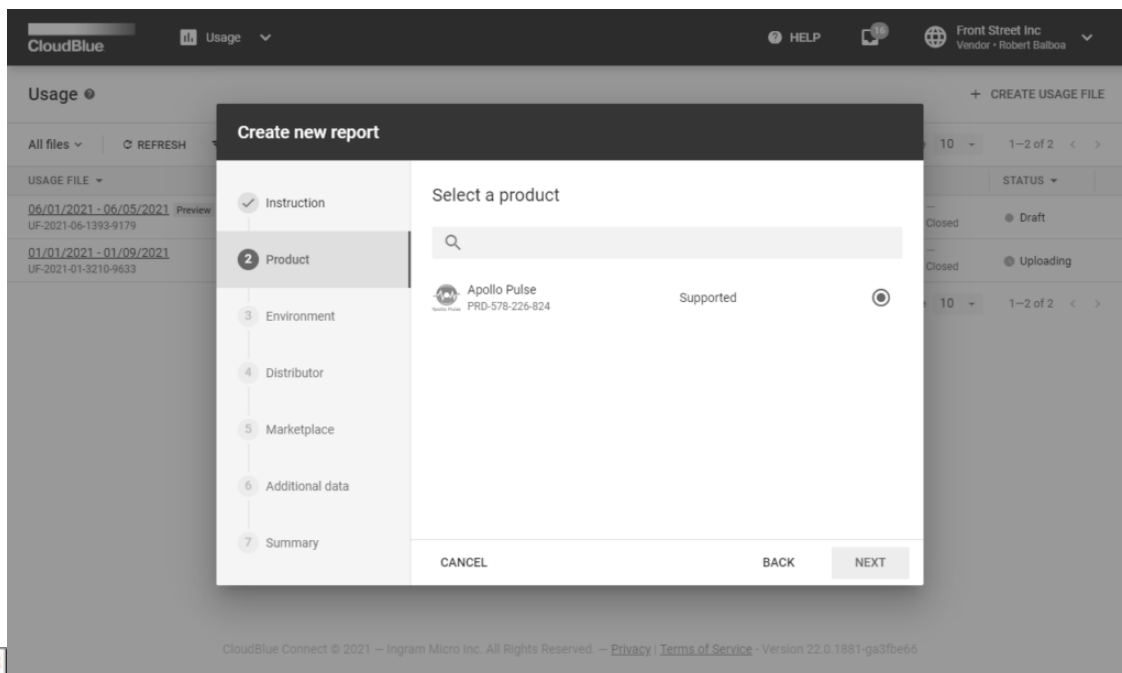 CloudBlue
Usage
HELP
16
Front Street Inc
Vendor • Robert Balboa
Usage
+ CREATE USAGE FILE
All files
REFRESH
10
1–2 of 2
USAGE FILE
STATUS
06/01/2021 - 06/05/2021 Preview
UF-2021-06-1393-9179
Closed
Draft
01/01/2021 - 01/09/2021
UF-2021-01-3210-9633
Closed
Uploading
10
1–2 of 2
Create new report
Instruction
2 Product
3 Environment
4 Distributor
5 Marketplace
6 Additional data
7 Summary
Select a product
Apollo Pulse
PRD-578-226-824
Supported
CANCEL
BACK
NEXT
CloudBlue Connect © 2021 — Ingram Micro Inc. All Rights Reserved. — Privacy | Terms of Service - Version 22.0.1881-ga3fbe66